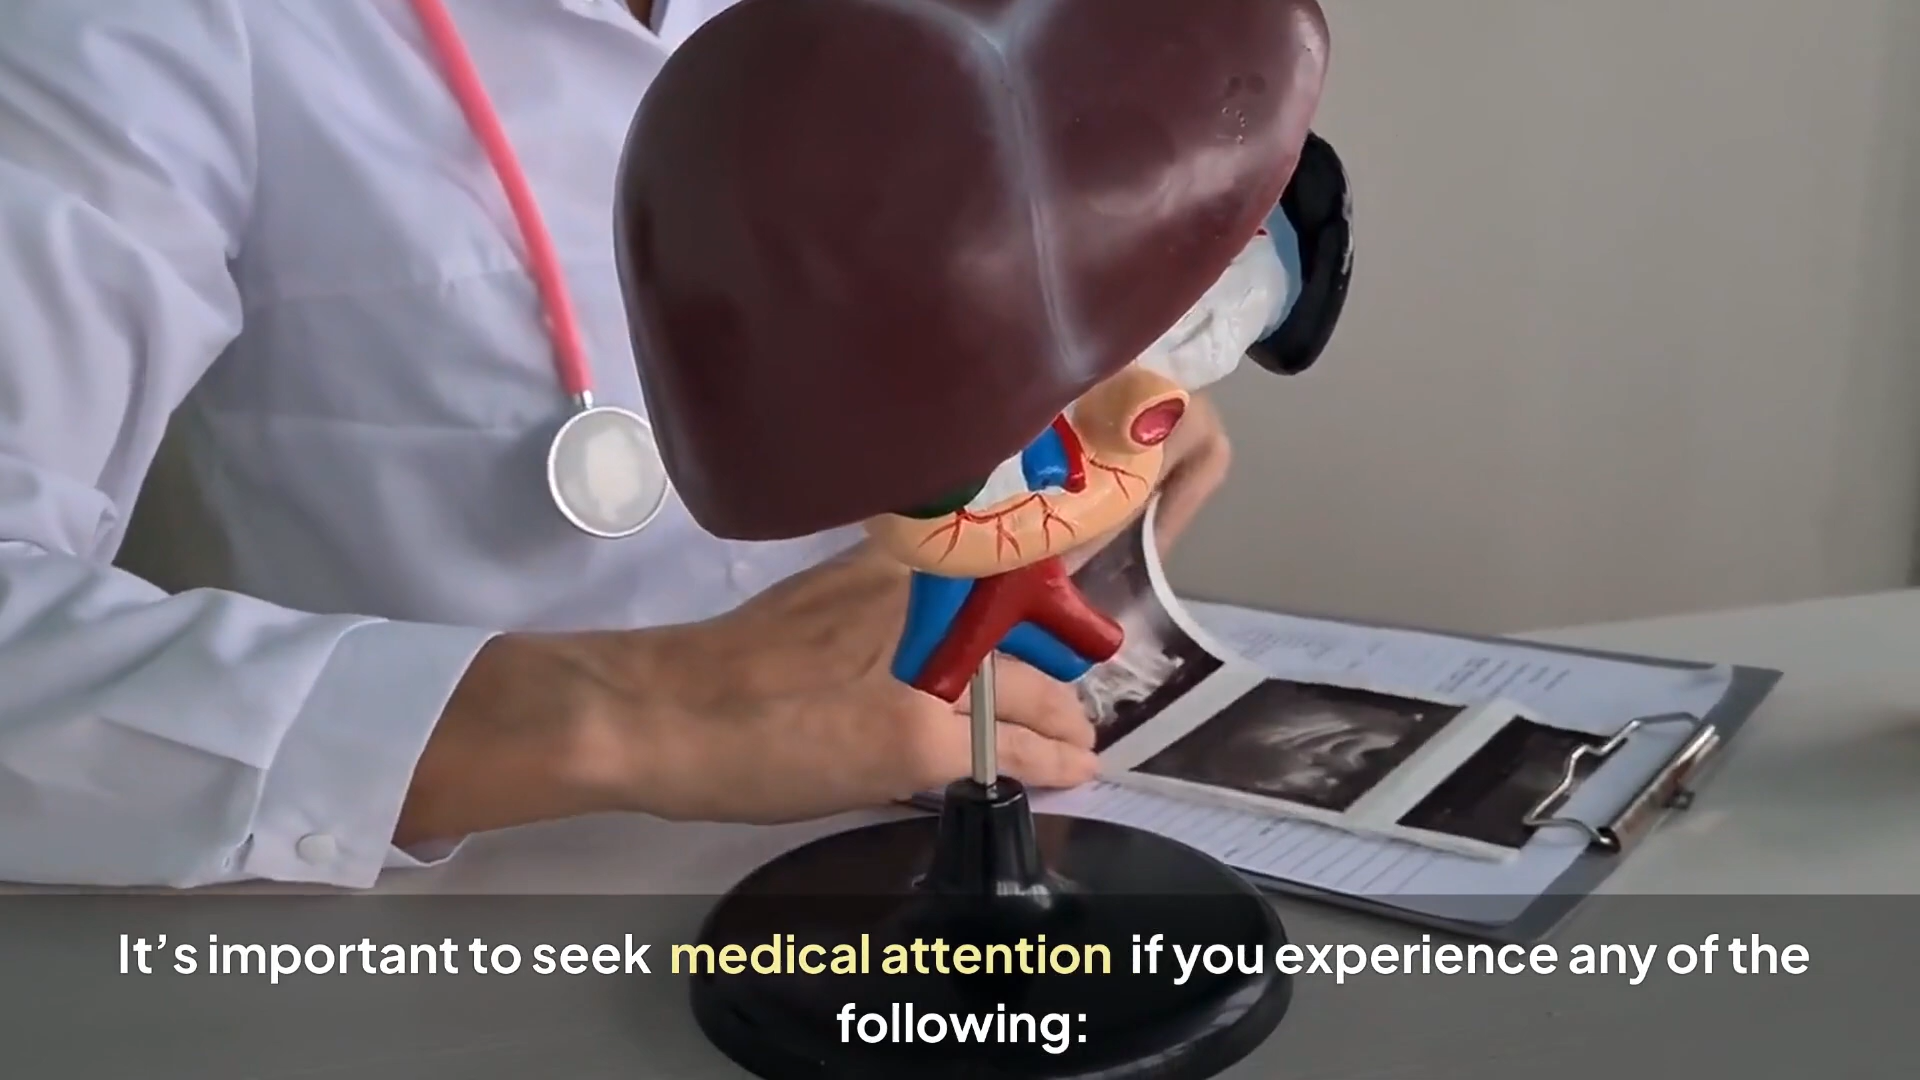 It’s important to seek medical attention if you experience any of the
following: